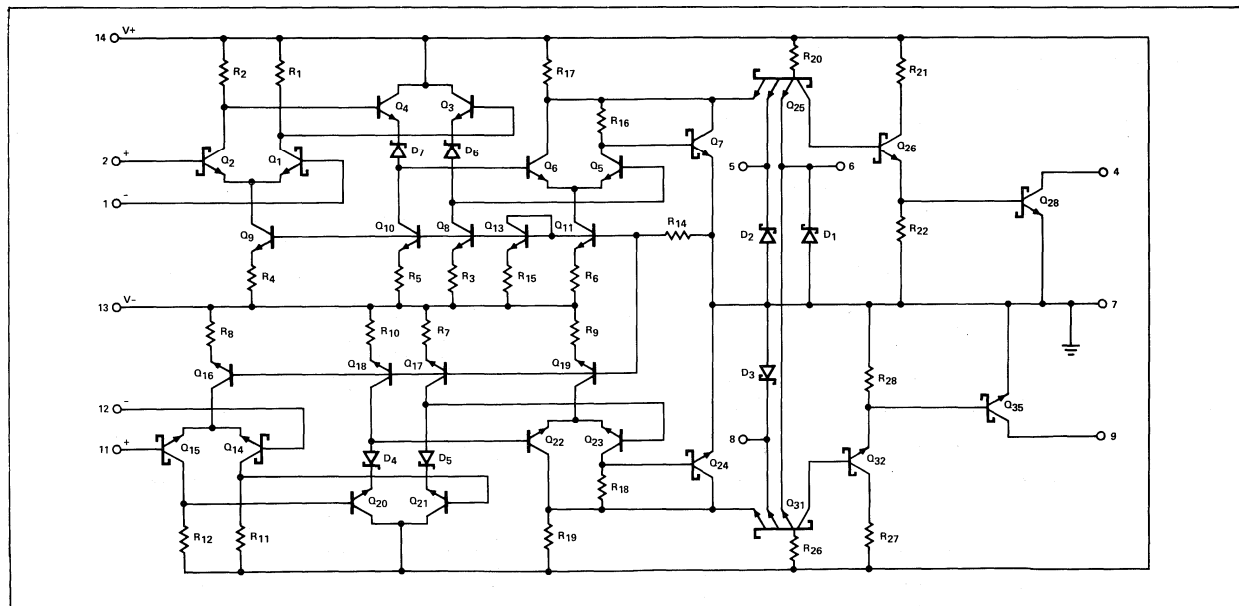 14 V+
R2 R1 R17 R20 R21
Q4 Q3 Q25
R16
Q2 Q1 D7 D6 Q7
2 + Q6 Q5 5 6 Q26 4
1 - Q28
Q9 Q10 Q8 Q13 Q11 R14 D2 D1 R22
R4 R5 R3 R15 R6
13 V- 7
R8 R10 R7 R9
Q16 Q18 Q17 Q19 D3 R28
12 - Q35
11 + Q15 Q14 D4 D5 Q22 Q23 Q24 8 9
Q32
Q20 Q21 R18 Q31
R12 R11 R19 R26 R27